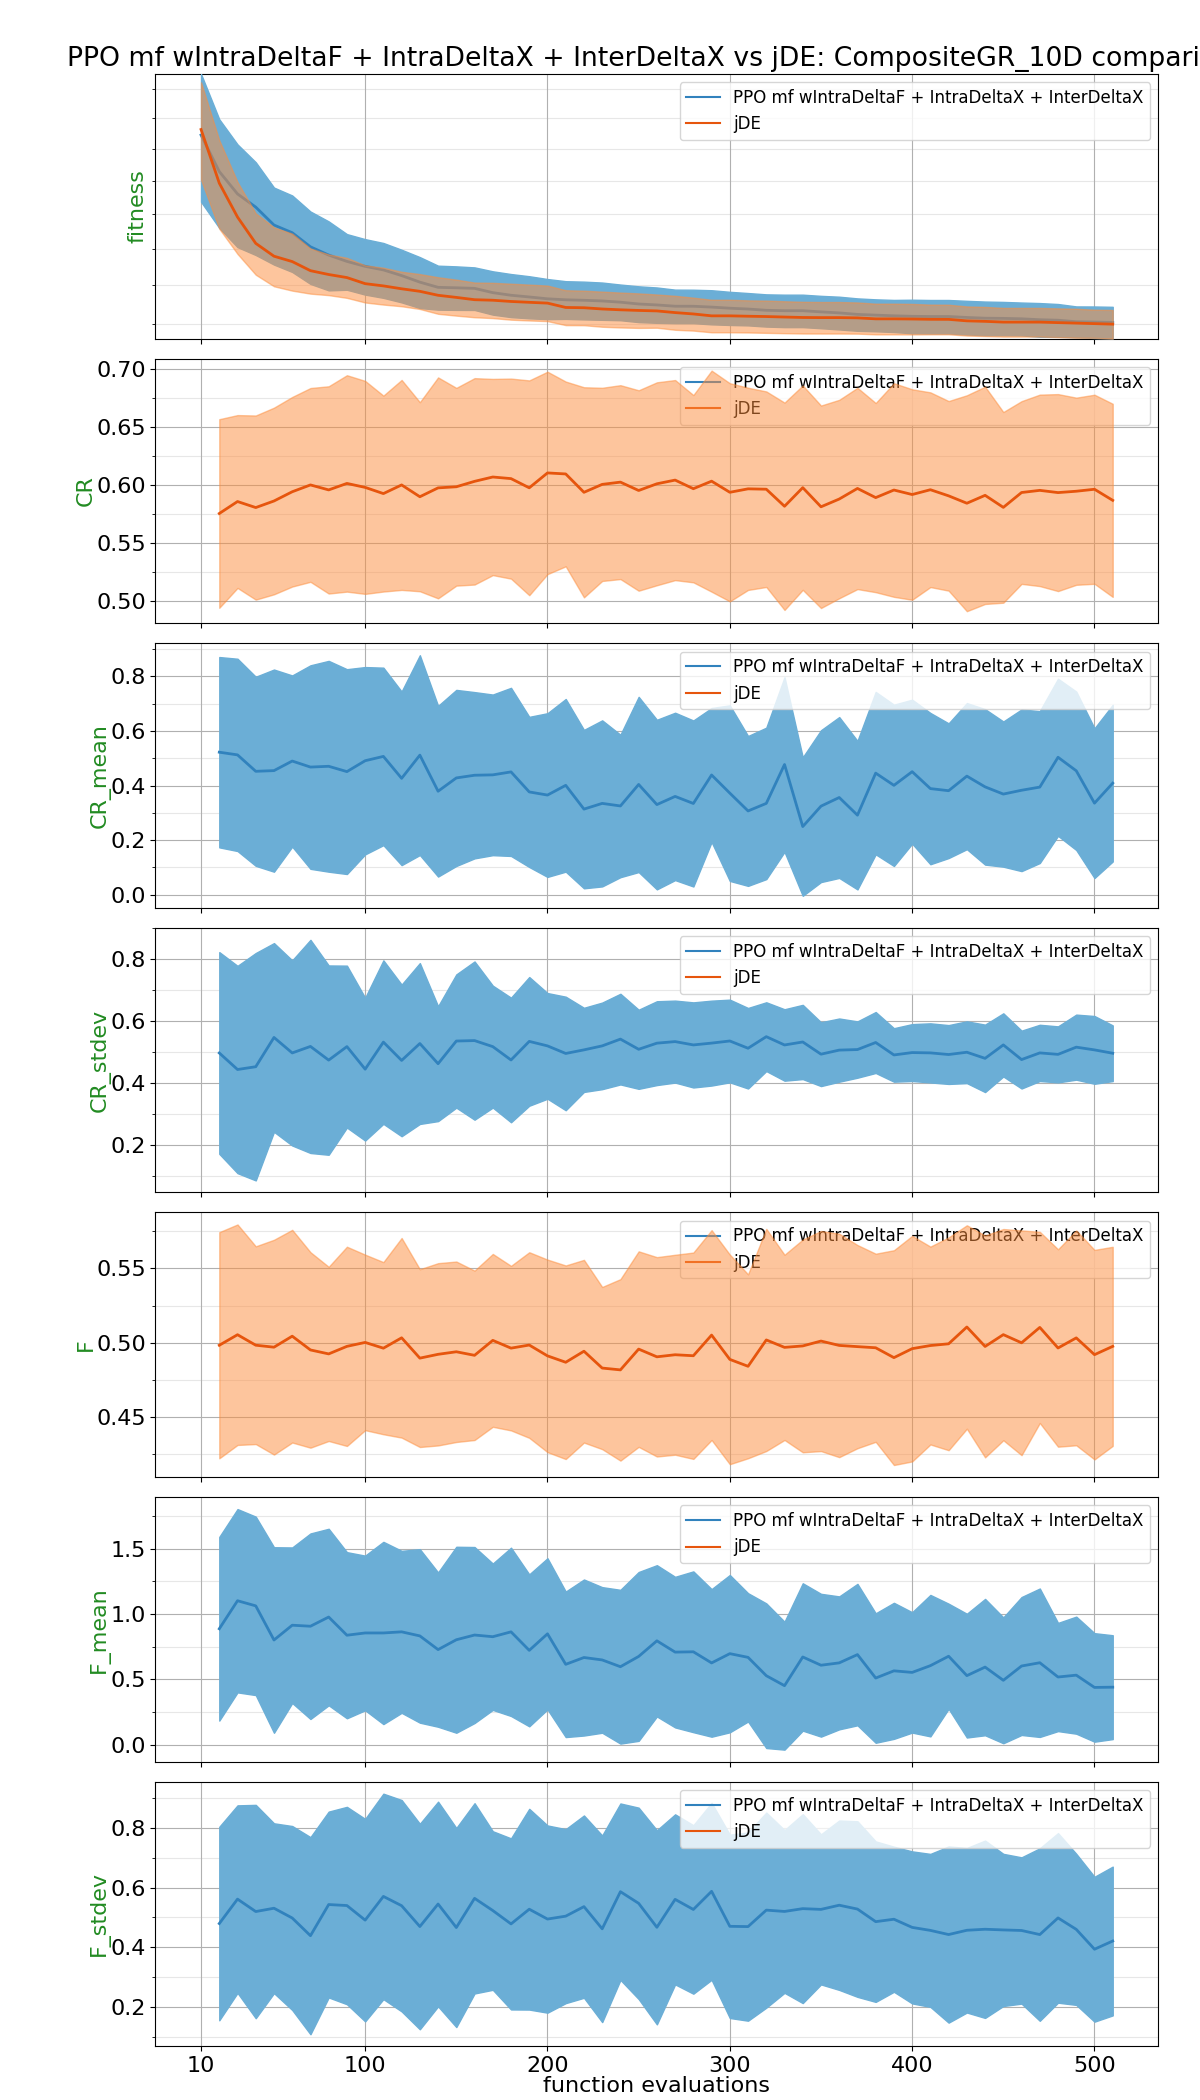 PPO mf wIntraDeltaF + IntraDeltaX + InterDeltaX vs jDE: CompositeGR_10D compari
fitness
PPO mf wIntraDeltaF + IntraDeltaX + InterDeltaX
jDE
CR
0.70
0.65
0.60
0.55
0.50
PPO mf wIntraDeltaF + IntraDeltaX + InterDeltaX
jDE
CR_mean
0.8
0.6
0.4
0.2
0.0
PPO mf wIntraDeltaF + IntraDeltaX + InterDeltaX
jDE
CR_stdev
0.8
0.6
0.4
0.2
PPO mf wIntraDeltaF + IntraDeltaX + InterDeltaX
jDE
F
0.55
0.50
0.45
PPO mf wIntraDeltaF + IntraDeltaX + InterDeltaX
jDE
F_mean
1.5
1.0
0.5
0.0
PPO mf wIntraDeltaF + IntraDeltaX + InterDeltaX
jDE
F_stdev
0.8
0.6
0.4
0.2
PPO mf wIntraDeltaF + IntraDeltaX + InterDeltaX
jDE
10 100 200 300 400 500
function evaluations